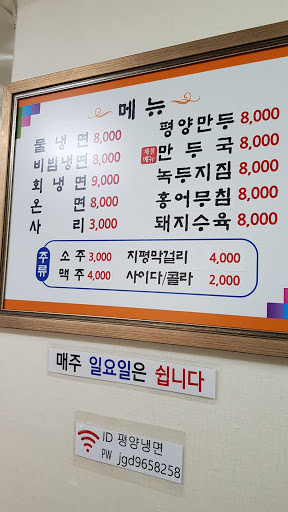 메뉴
물냉면 8,000
비빔냉면 8,000
회냉면 9,000
온면 8,000
사리 3,000
평양만두 8,000
계절메뉴 만두국 8,000
녹두지짐 8,000
홍어무침 8,000
돼지수육 8,000
주류
소주 3,000 지평막걸리 4,000
맥주 4,000 사이다/콜라 2,000
매주 일요일은 쉽니다
ID 평양냉면
PW jgd9658258